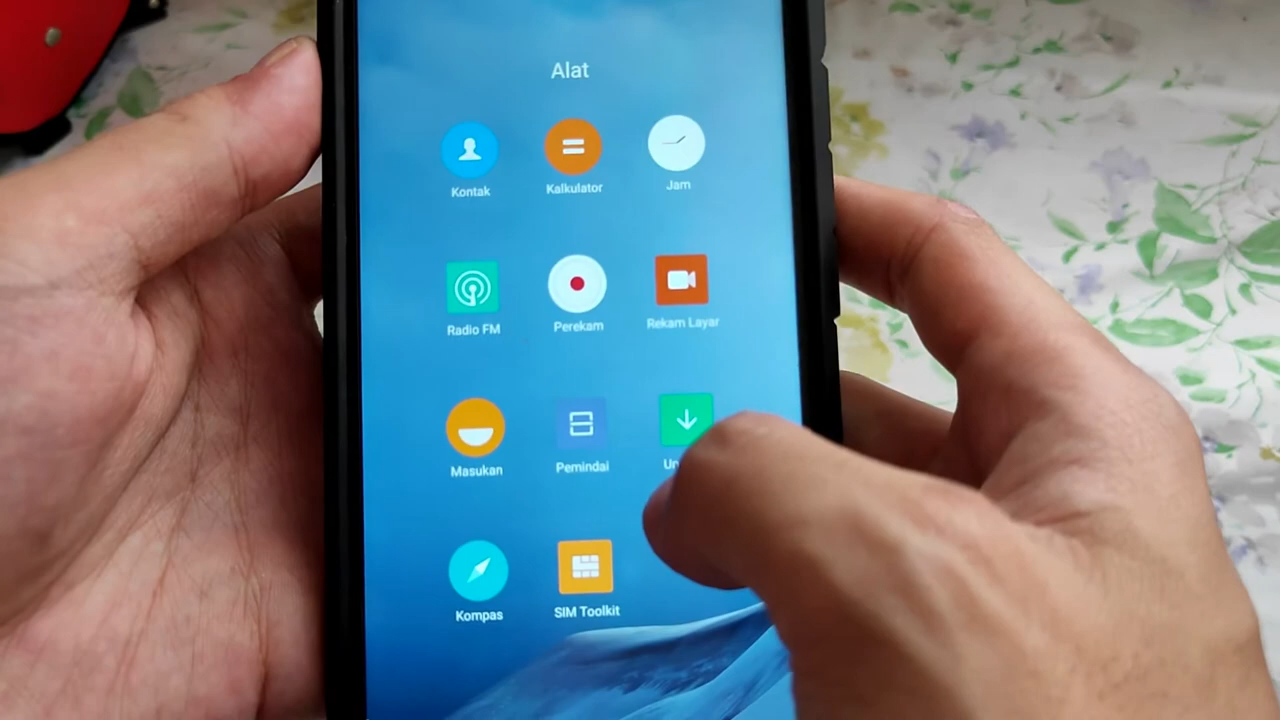 Alat
Kontak
Kalkulator
Jam
Radio FM
Perekam
Rekam Layar
Masukan
Pemindai
Kompas
SIM Toolkit